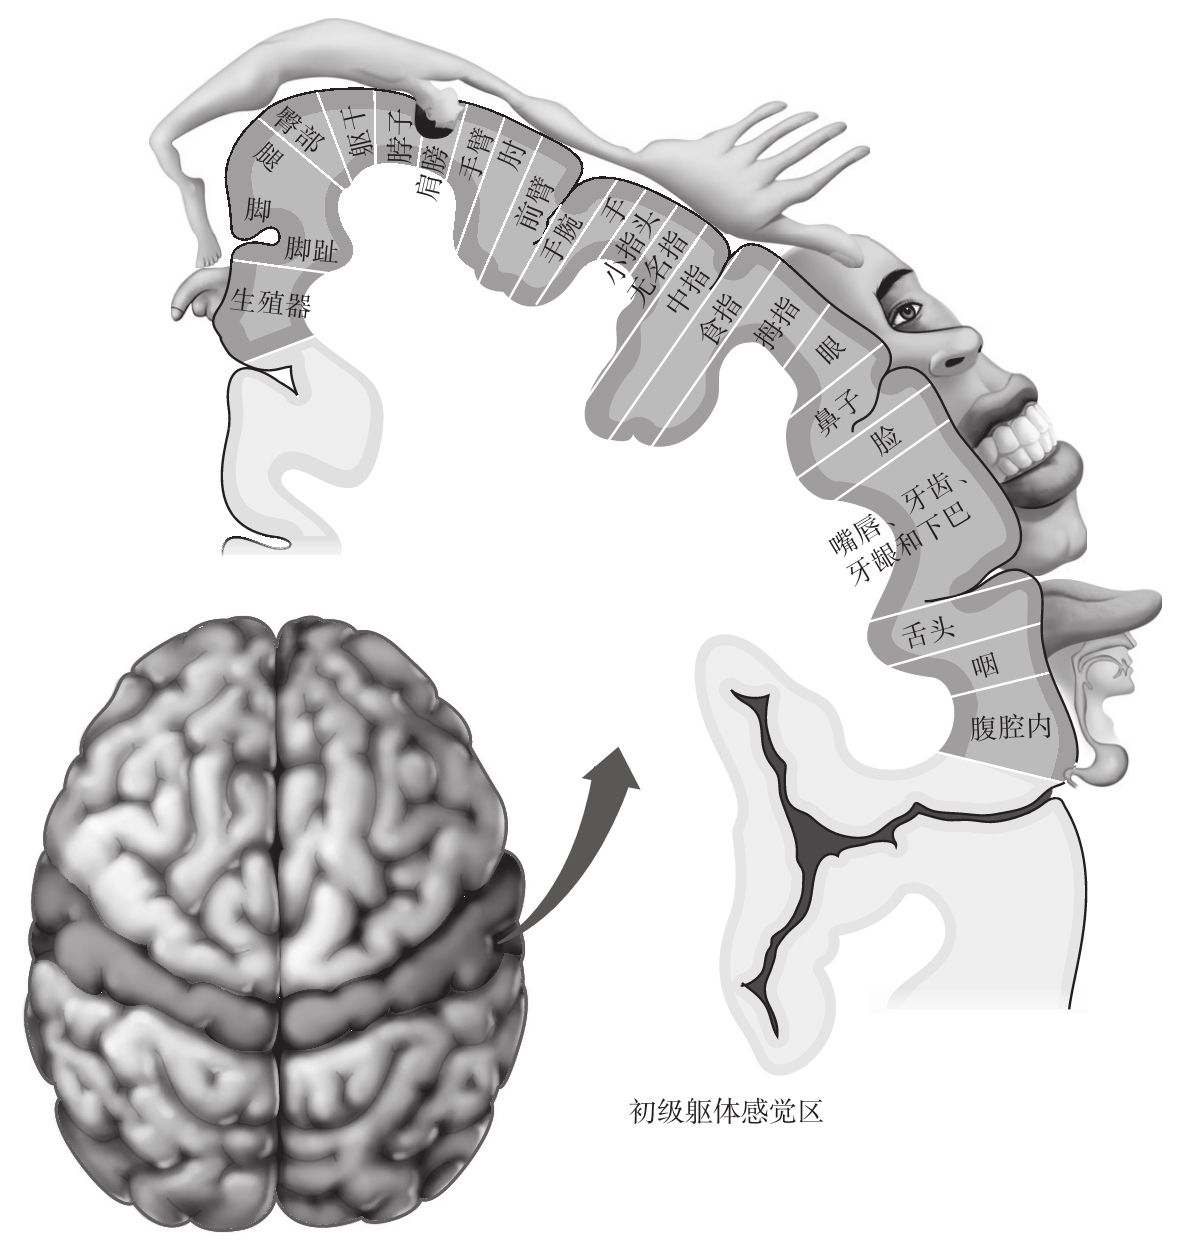 生殖器
脚趾
脚
腿
臀部
躯干
脖子
肩膀
手臂
肘
前臂
手腕
手
小指头
无名指
中指
食指
拇指
眼
鼻子
脸
嘴唇、牙齿、
牙龈和下巴
舌头
咽
腹腔内
初级躯体感觉区